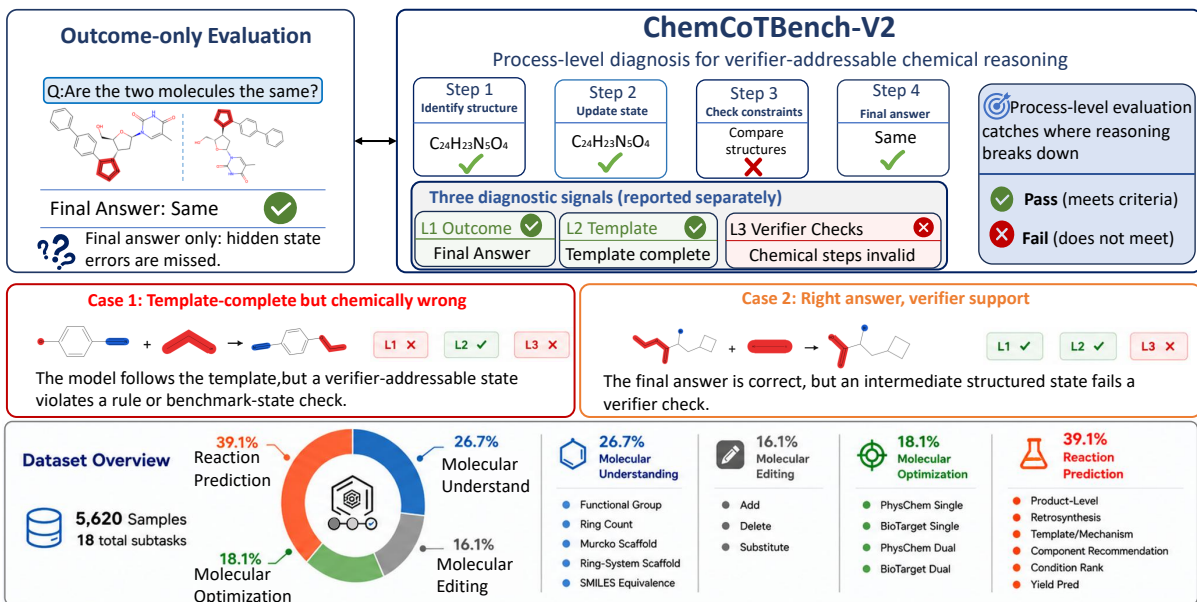 Outcome-only Evaluation
Q:Are the two molecules the same?
HO
O
N
NH
O
O
HO
O
N
O
NH
O
Final Answer: Same
???
Final answer only: hidden state
errors are missed.
ChemCoTBench-V2
Process-level diagnosis for verifier-addressable chemical reasoning
Step 1
Identify structure
C₂₄H₂₃N₅O₄
Step 2
Update state
C₂₄H₂₃N₅O₄
Step 3
Check constraints
Compare
structures
Step 4
Final answer
Same
Three diagnostic signals (reported separately)
L1 Outcome
Final Answer
L2 Template
Template complete
L3 Verifier Checks
Chemical steps invalid
Process-level evaluation
catches where reasoning
breaks down
Pass (meets criteria)
Fail (does not meet)
Case 1: Template-complete but chemically wrong
+
L1 ✕
L2 ✓
L3 ✕
The model follows the template,but a verifier-addressable state
violates a rule or benchmark-state check.
Case 2: Right answer, verifier support
+
L1 ✓
L2 ✓
L3 ✕
The final answer is correct, but an intermediate structured state fails a
verifier check.
Dataset Overview
5,620 Samples
18 total subtasks
39.1%
Reaction
Prediction
26.7%
Molecular
Understand
18.1%
Molecular
Optimization
16.1%
Molecular
Editing
26.7%
Molecular
Understanding
Functional Group
Ring Count
Murcko Scaffold
Ring-System Scaffold
SMILES Equivalence
16.1%
Molecular
Editing
Add
Delete
Substitute
18.1%
Molecular
Optimization
PhysChem Single
BioTarget Single
PhysChem Dual
BioTarget Dual
39.1%
Reaction
Prediction
Product-Level
Retrosynthesis
Template/Mechanism
Component Recommendation
Condition Rank
Yield Pred